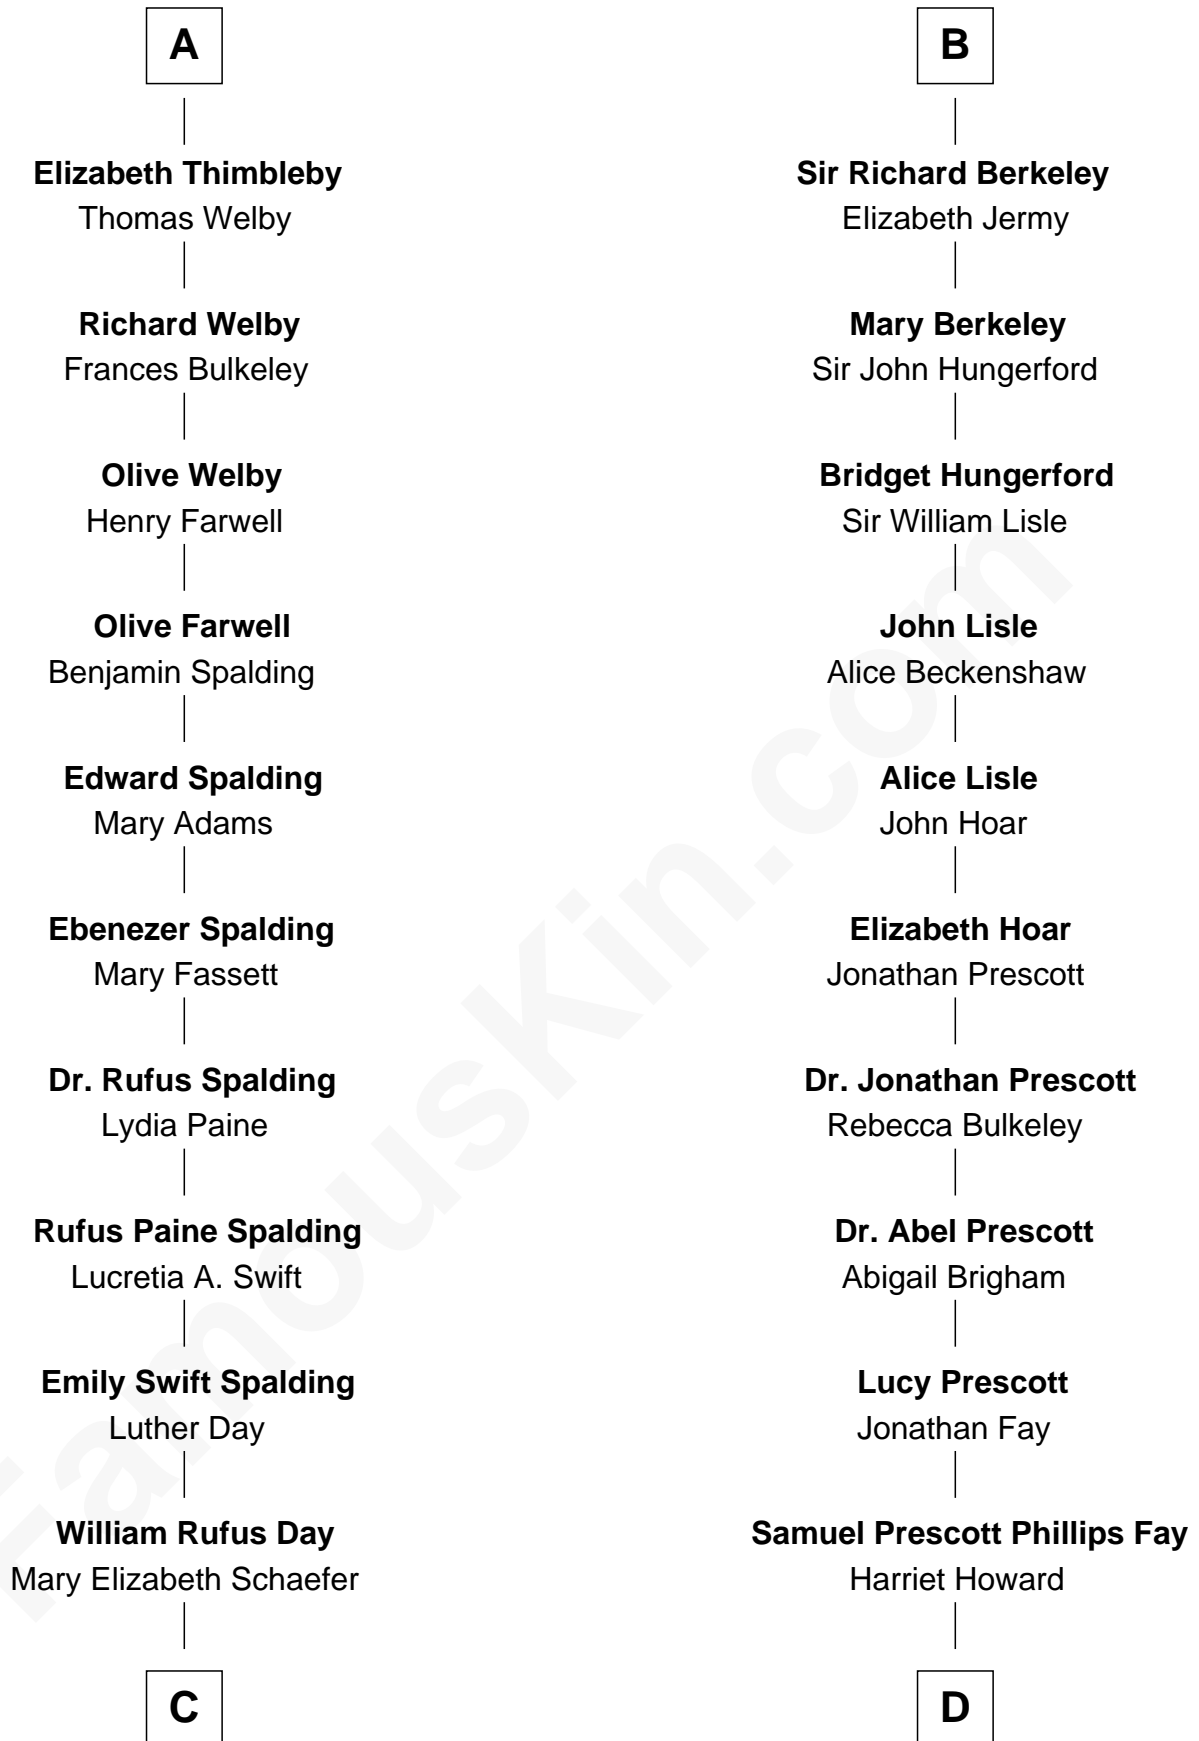 A
Elizabeth Thimbleby
Thomas Welby
Richard Welby
Frances Bulkeley
Olive Welby
Henry Farwell
Olive Farwell
Benjamin Spalding
Edward Spalding
Mary Adams
Ebenezer Spalding
Mary Fassett
Dr. Rufus Spalding
Lydia Paine
Rufus Paine Spalding
Lucretia A. Swift
Emily Swift Spalding
Luther Day
William Rufus Day
Mary Elizabeth Schaefer
C
B
Sir Richard Berkeley
Elizabeth Jermy
Mary Berkeley
Sir John Hungerford
Bridget Hungerford
Sir William Lisle
John Lisle
Alice Beckenshaw
Alice Lisle
John Hoar
Elizabeth Hoar
Jonathan Prescott
Dr. Jonathan Prescott
Rebecca Bulkeley
Dr. Abel Prescott
Abigail Brigham
Lucy Prescott
Jonathan Fay
Samuel Prescott Phillips Fay
Harriet Howard
D
FamousKin.com